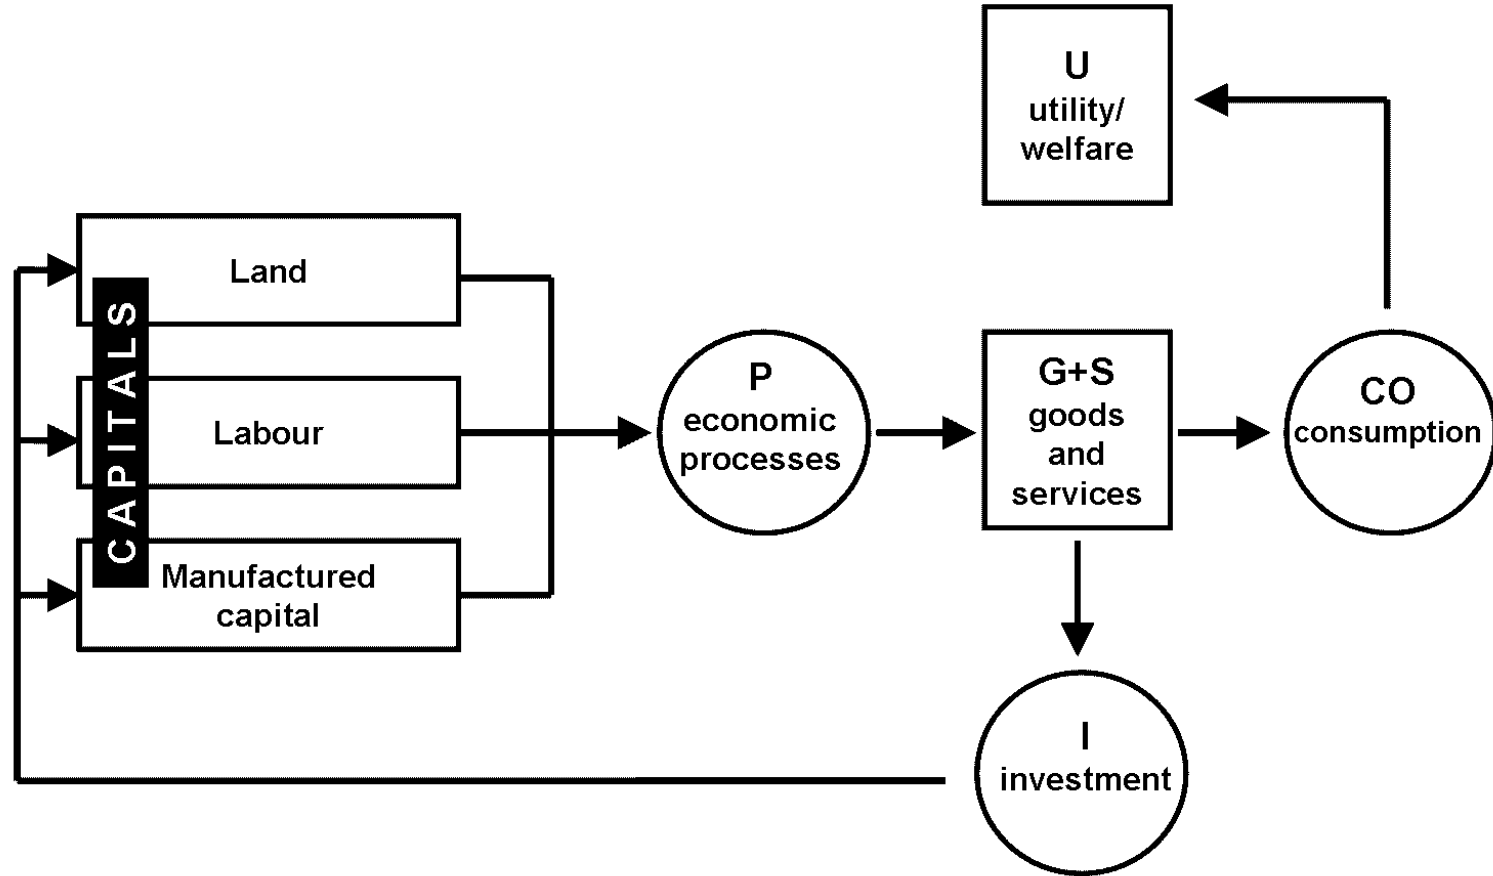 U
utility/
welfare
Land
CAPITALS
Labour
Manufactured
capital
P
economic
processes
G+S
goods
and
services
CO
consumption
I
investment